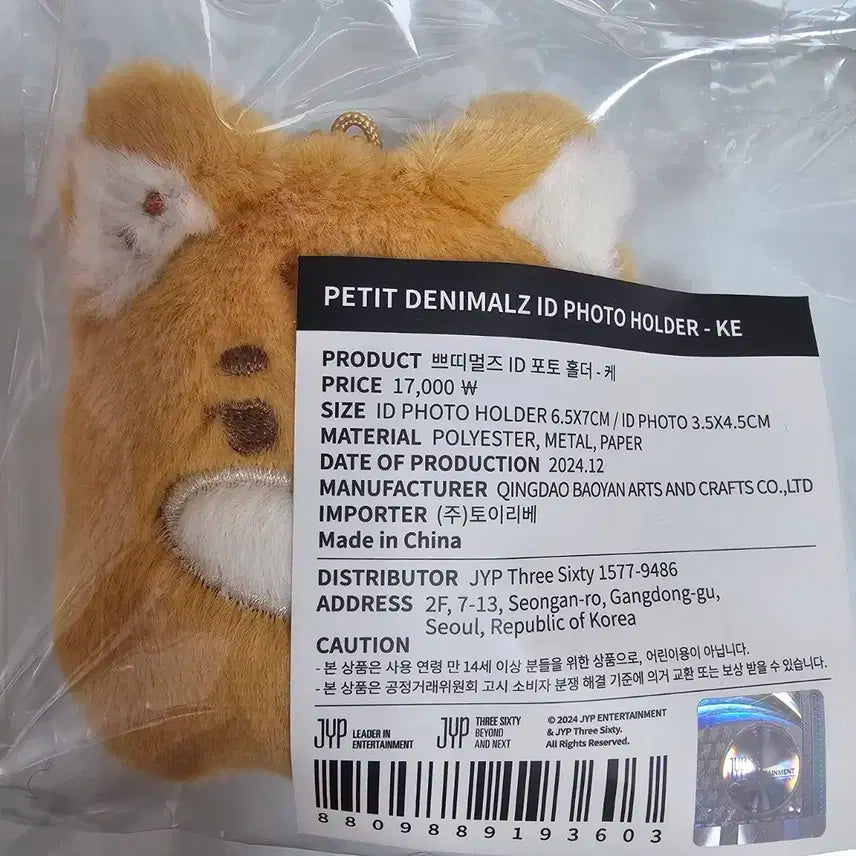 PETIT DENIMALZ ID PHOTO HOLDER - KE
PRODUCT 쁘띠멀즈 ID 포토 홀더 - 케
PRICE 17,000 ₩
SIZE ID PHOTO HOLDER 6.5X7CM / ID PHOTO 3.5X4.5CM
MATERIAL POLYESTER, METAL, PAPER
DATE OF PRODUCTION 2024.12
MANUFACTURER QINGDAO BAOYAN ARTS AND CRAFTS CO.,LTD
IMPORTER (주)토이리베
Made in China
DISTRIBUTOR JYP Three Sixty 1577-9486
ADDRESS 2F, 7-13, Seongan-ro, Gangdong-gu,
Seoul, Republic of Korea
CAUTION
- 본 상품은 사용 연령 만 14세 이상 분들을 위한 상품으로, 어린이용이 아닙니다.
- 본 상품은 공정거래위원회 고시 소비자 분쟁 해결 기준에 의거 교환 또는 보상 받을 수 있습니다.
JYP LEADER IN
ENTERTAINMENT
JYP THREE SIXTY
BEYOND
AND NEXT
© 2024 JYP ENTERTAINMENT
& JYP Three Sixty.
All Rights Reserved.
8809889193603
JYP